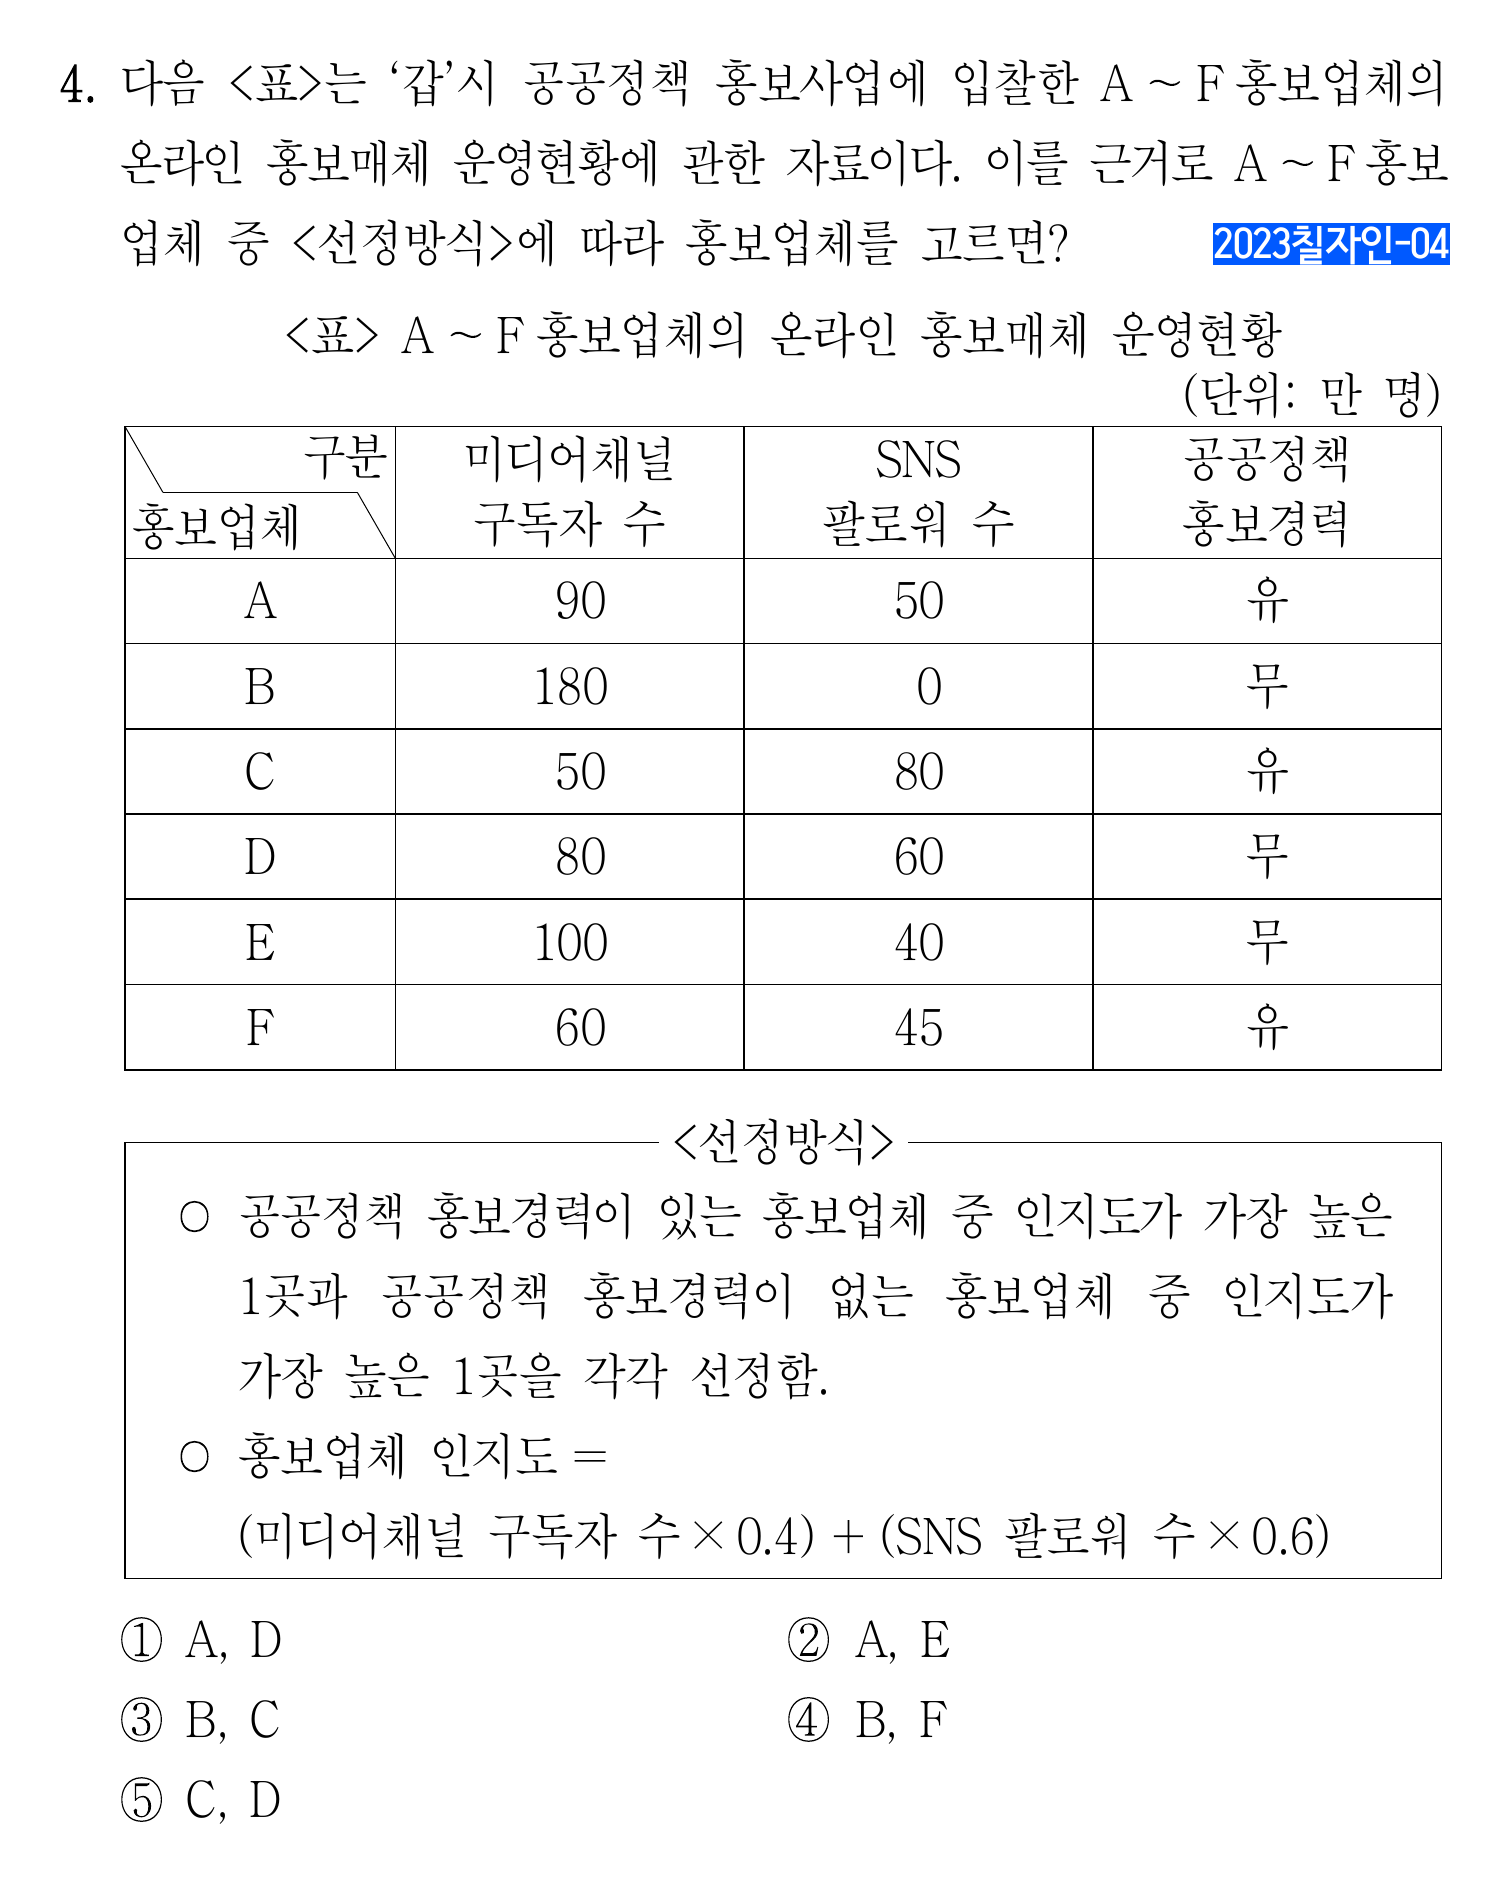 4. 다음 <표>는 ‘갑’시 공공정책 홍보사업에 입찰한 A ~ F 홍보업체의
온라인 홍보매체 운영현황에 관한 자료이다. 이를 근거로 A ~ F 홍보
업체 중 <선정방식>에 따라 홍보업체를 고르면?
2023칠자인-04
<표> A ~ F 홍보업체의 온라인 홍보매체 운영현황
(단위: 만 명)
구분 미디어채널 SNS 공공정책
홍보업체 구독자 수 팔로워 수 홍보경력
A 90 50 유
B 180 0 무
C 50 80 유
D 80 60 무
E 100 40 무
F 60 45 유
<선정방식>
○ 공공정책 홍보경력이 있는 홍보업체 중 인지도가 가장 높은
1곳과 공공정책 홍보경력이 없는 홍보업체 중 인지도가
가장 높은 1곳을 각각 선정함.
○ 홍보업체 인지도 =
(미디어채널 구독자 수 × 0.4) + (SNS 팔로워 수 × 0.6)
① A, D
② A, E
③ B, C
④ B, F
⑤ C, D